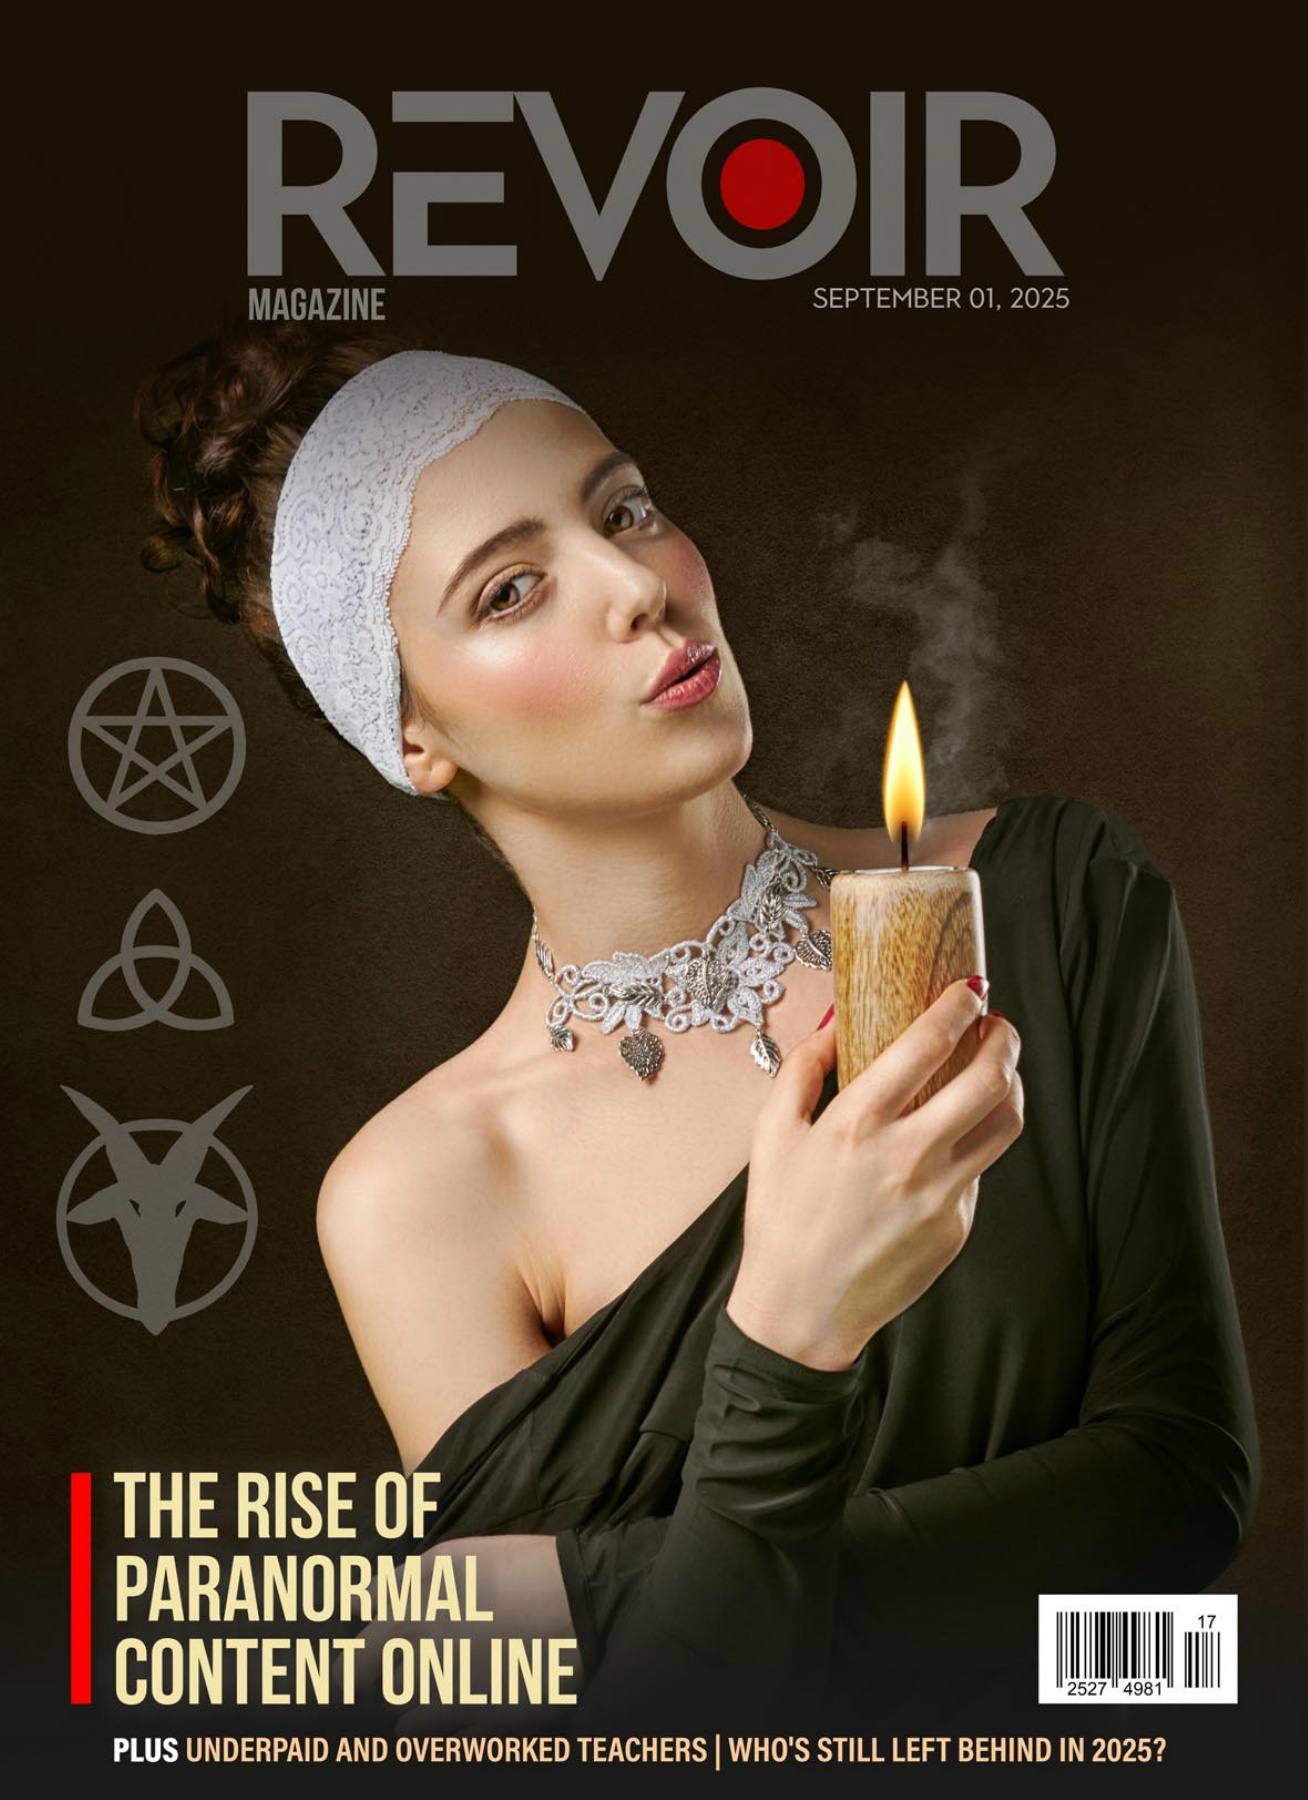 REVOIR
MAGAZINE
SEPTEMBER 01, 2025
THE RISE OF
PARANORMAL
CONTENT ONLINE
17
2527 4981
PLUS UNDERPAID AND OVERWORKED TEACHERS | WHO'S STILL LEFT BEHIND IN 2025?